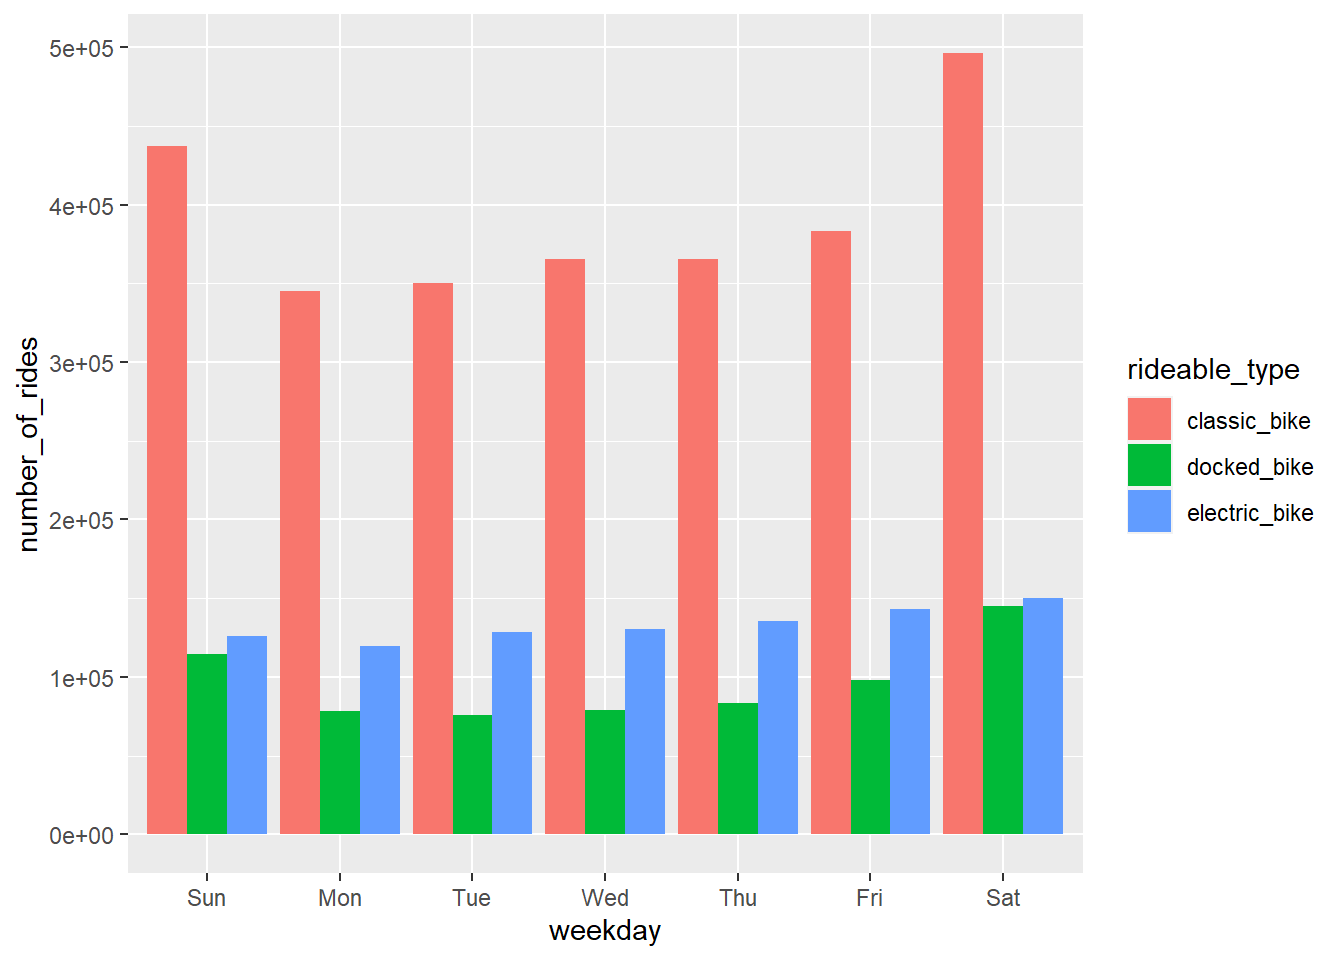 5e+05
4e+05
3e+05
2e+05
1e+05
0e+00
number_of_rides
Sun Mon Tue Wed Thu Fri Sat
weekday
rideable_type
classic_bike
docked_bike
electric_bike